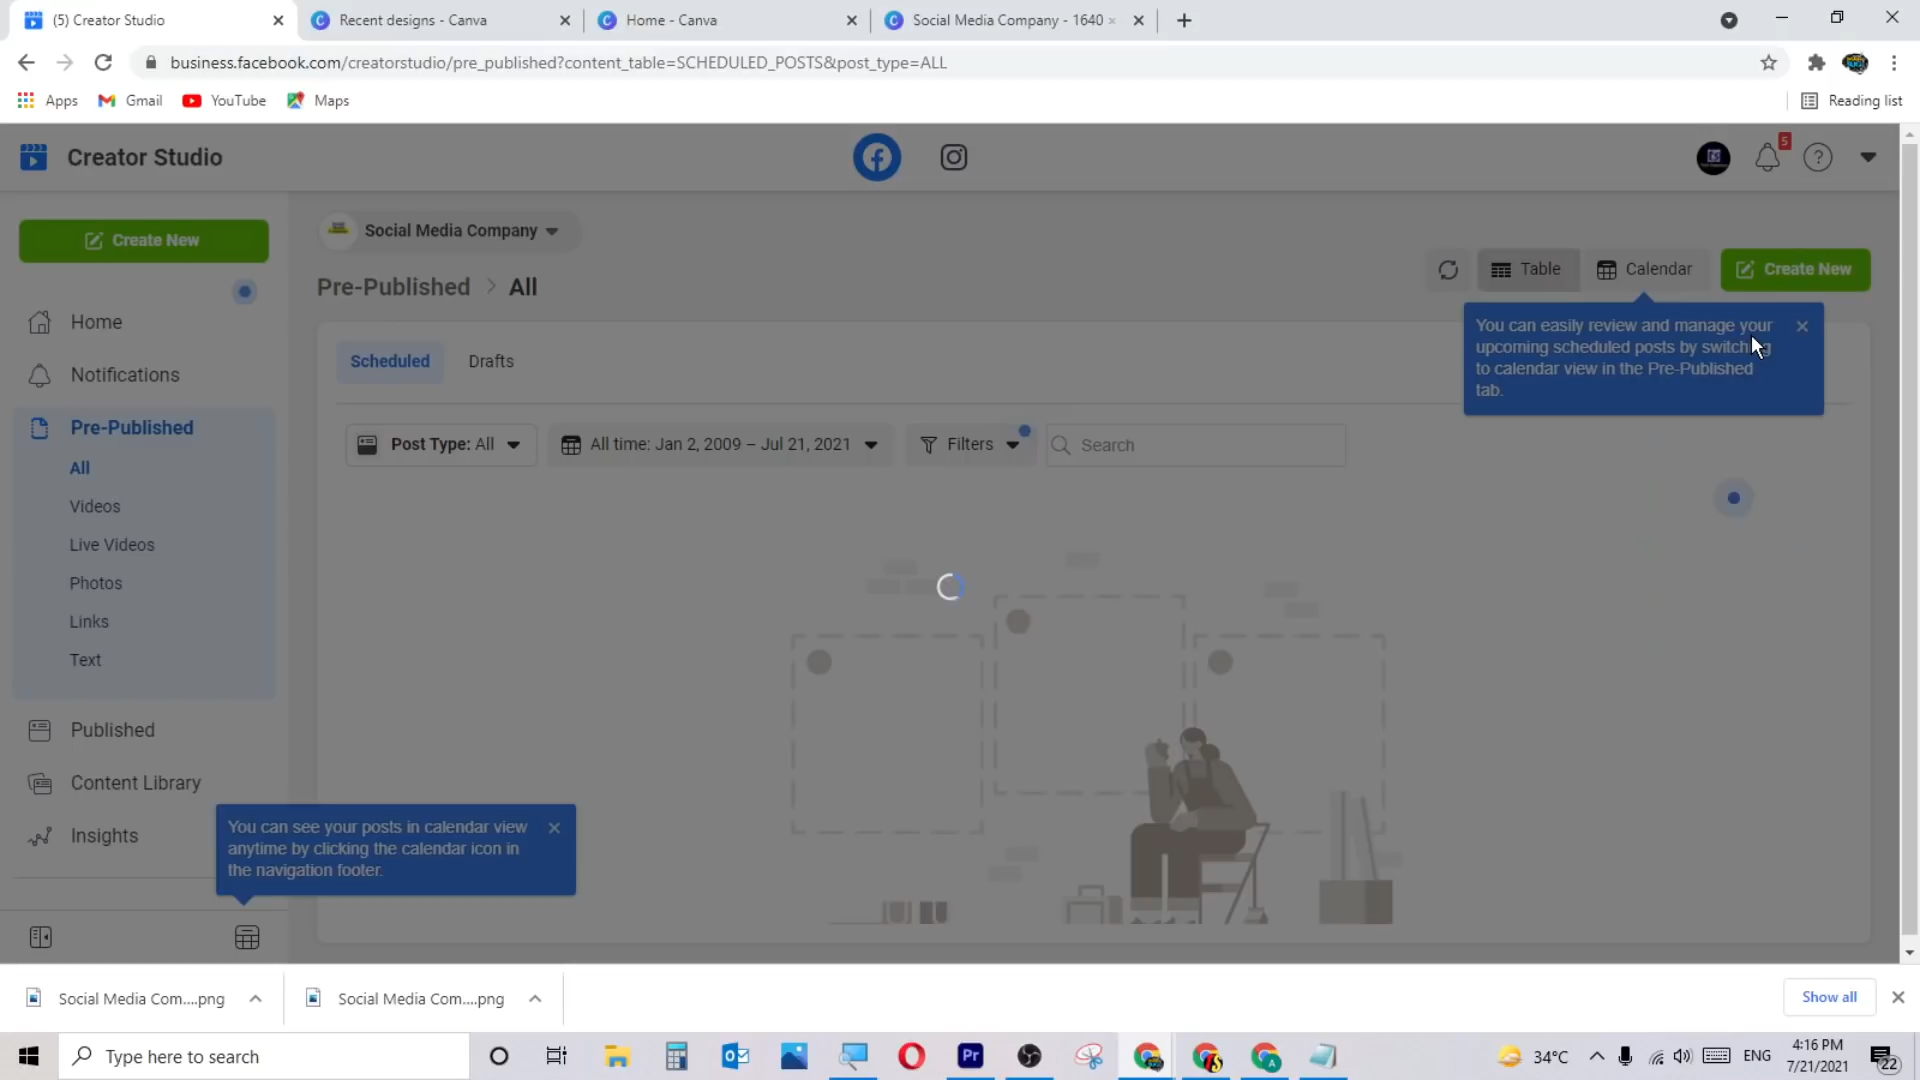 (5) Creator Studio
Recent designs - Canva
Home - Canva
Social Media Company - 1640 ×
business.facebook.com/creatorstudio/pre_published?content_table=SCHEDULED_POSTS&post_type=ALL
Apps
Gmail
YouTube
Maps
Reading list
Creator Studio
5
Create New
Social Media Company
Pre-Published > All
Table
Calendar
Create New
You can easily review and manage your
upcoming scheduled posts by switching
to calendar view in the Pre-Published
tab.
Home
Notifications
Pre-Published
All
Videos
Live Videos
Photos
Links
Text
Published
Content Library
Insights
Scheduled
Drafts
Post Type: All
All time: Jan 2, 2009 – Jul 21, 2021
Filters
Search
You can see your posts in calendar view
anytime by clicking the calendar icon in
the navigation footer.
Social Media Com....png
Social Media Com....png
Show all
Type here to search
Pr
34°C
ENG
4:16 PM
7/21/2021
22